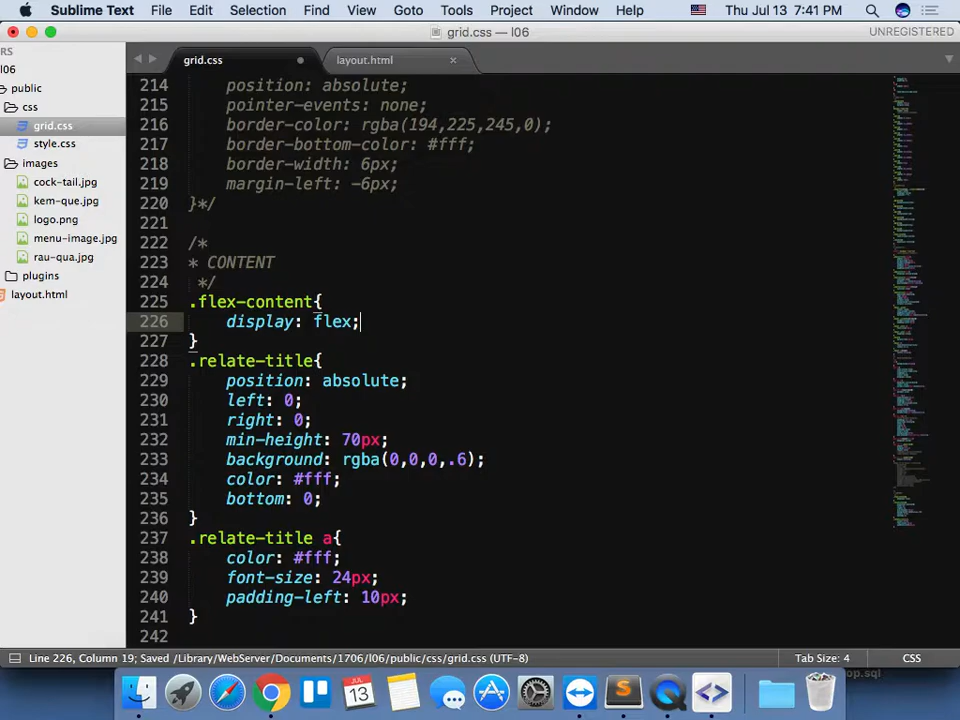 Sublime Text File Edit Selection Find View Goto Tools Project Window Help Thu Jul 13 7:41 PM
grid.css — l06 UNREGISTERED
RS
l06
public
css
grid.css
style.css
images
cock-tail.jpg
kem-que.jpg
logo.png
menu-image.jpg
rau-qua.jpg
plugins
layout.html
grid.css layout.html
214 position: absolute;
215 pointer-events: none;
216 border-color: rgba(194,225,245,0);
217 border-bottom-color: #fff;
218 border-width: 6px;
219 margin-left: -6px;
220 }*/
221
222 /*
223 * CONTENT
224 */
225 .flex-content{
226 display: flex;
227 }
228 .relate-title{
229 position: absolute;
230 left: 0;
231 right: 0;
232 min-height: 70px;
233 background: rgba(0,0,0,.6);
234 color: #fff;
235 bottom: 0;
236 }
237 .relate-title a{
238 color: #fff;
239 font-size: 24px;
240 padding-left: 10px;
241 }
242
Line 226, Column 19; Saved /Library/WebServer/Documents/1706/l06/public/css/grid.css (UTF-8) Tab Size: 4 CSS
op.sql
JUL
13